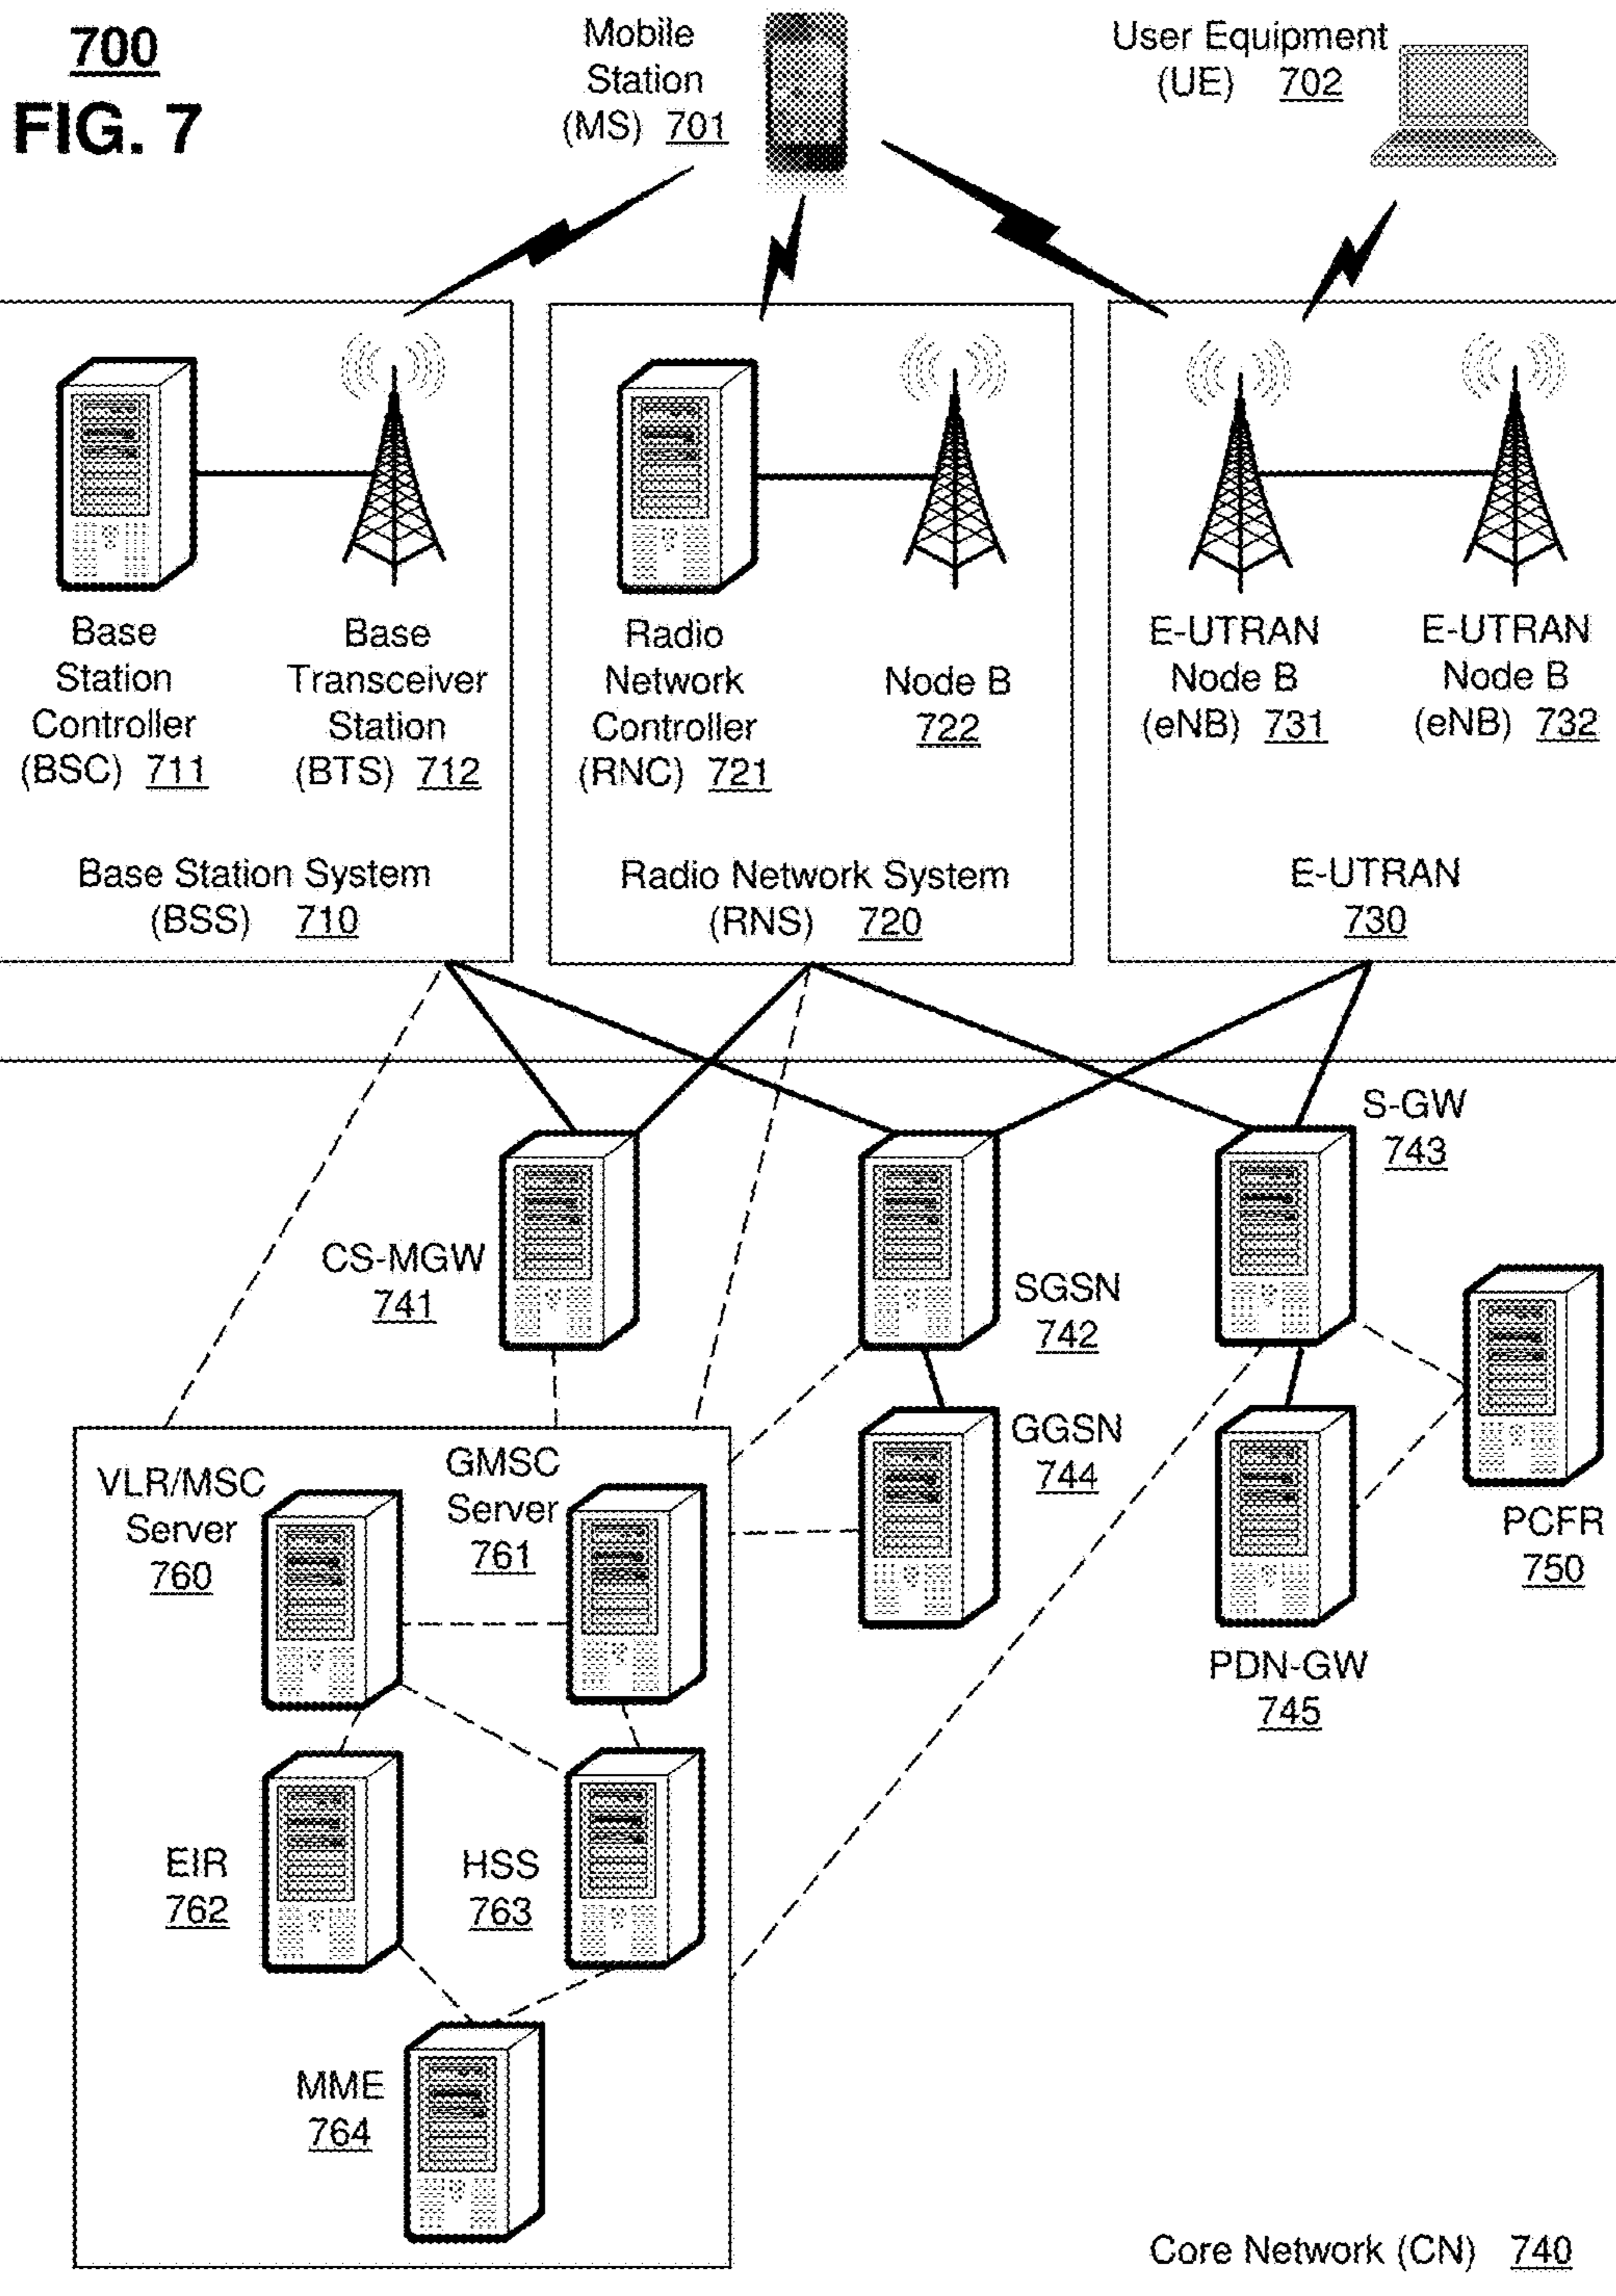 700
FIG. 7
Mobile
Station
(MS) 701
User Equipment
(UE) 702
Base
Station
Controller
(BSC) 711
Base
Transceiver
Station
(BTS) 712
Base Station System
(BSS) 710
Radio
Network
Controller
(RNC) 721
Node B
722
Radio Network System
(RNS) 720
E-UTRAN
Node B
(eNB) 731
E-UTRAN
Node B
(eNB) 732
E-UTRAN
730
CS-MGW
741
SGSN
742
S-GW
743
GGSN
744
PDN-GW
745
PCFR
750
VLR/MSC
Server
760
GMSC
Server
761
EIR
762
HSS
763
MME
764
Core Network (CN) 740